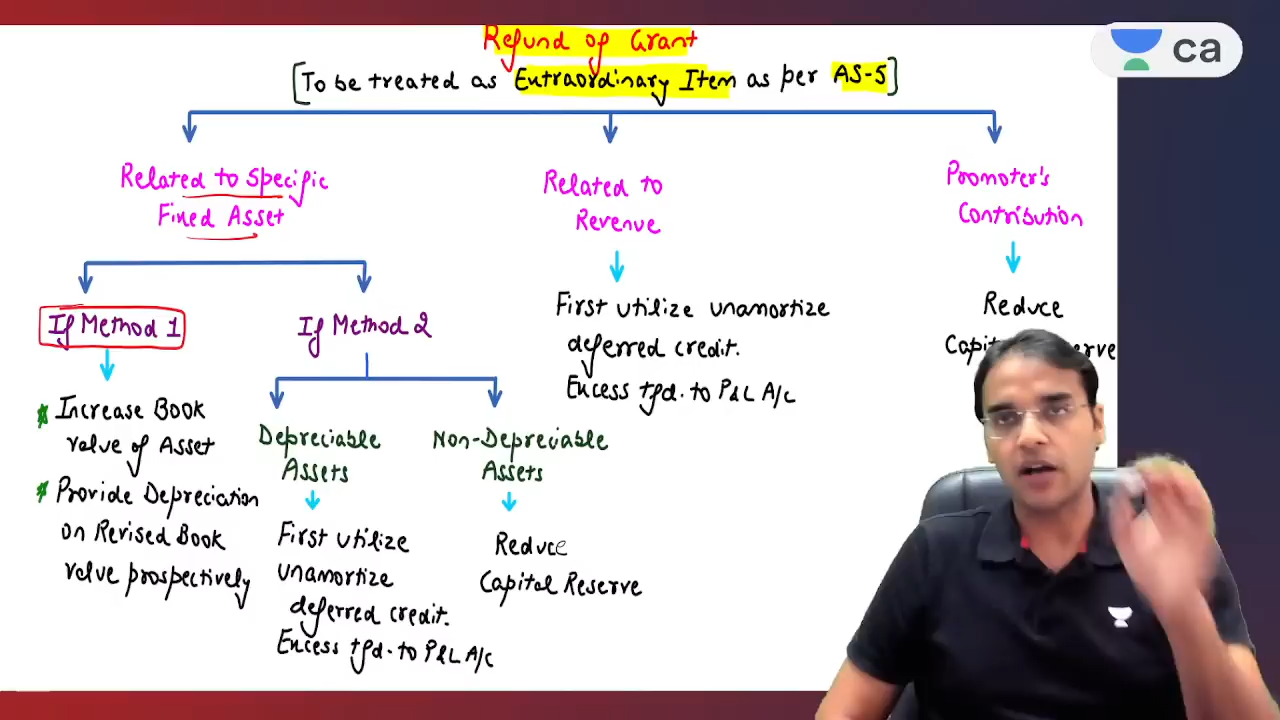 Refund of Grant
[To be treated as Extraordinary Item as per AS-5]
ca
Related to Specific
Fixed Asset
Related to
Revenue
Promoter's
Contribution
If Method 1
If Method 2
First utilize unamortize
deferred credit.
Excess tfd. to P&L A/c
Reduce
* Increase Book
value of Asset
* Provide Depreciation
on Revised Book
value prospectively
Depreciable
Assets
Non-Depreciable
Assets
First utilize
unamortize
deferred credit.
Excess tfd. to P&L A/c
Reduce
Capital Reserve